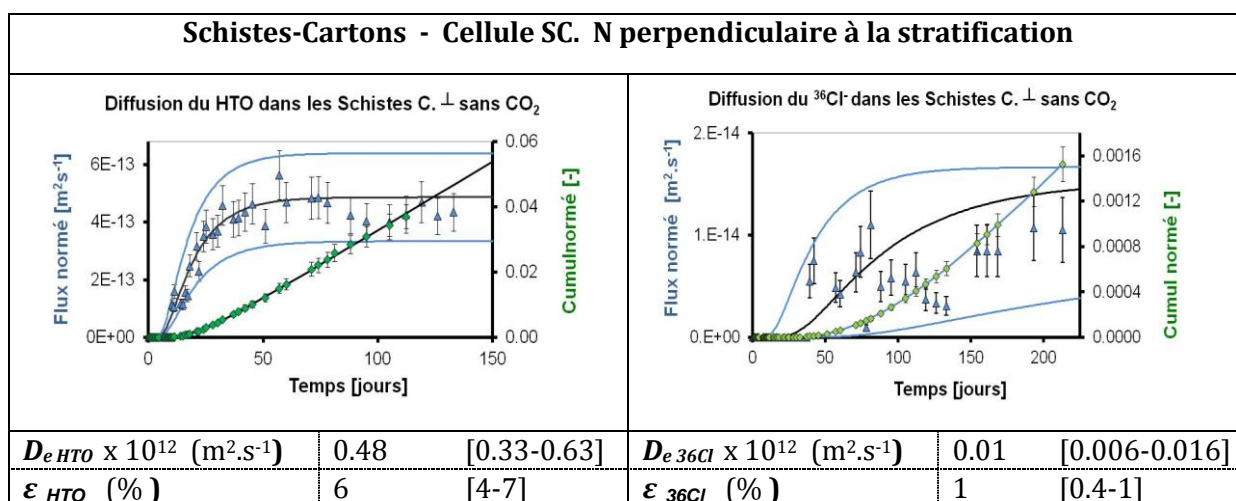 Schistes-Cartons - Cellule SC. N perpendiculaire à la stratification
Diffusion du HTO dans les Schistes C. ⊥ sans CO2
Flux normé [m²s⁻¹]
6E-13
4E-13
2E-13
0E+00
0.06
0.04
0.02
0.00
Cumulnormé [-]
0 50 100 150
Temps [jours]
Diffusion du ³⁶Cl⁻ dans les Schistes C. ⊥ sans CO2
Flux normé [m².s⁻¹]
2.E-14
1.E-14
0.E+00
0.0016
0.0012
0.0008
0.0004
0.0000
Cumul normé [-]
0 50 100 150 200
Temps [jours]
De HTO x 10¹² (m².s⁻¹) 0.48 [0.33-0.63] De 36Cl x 10¹² (m².s⁻¹) 0.01 [0.006-0.016]
ε HTO (%) 6 [4-7] ε 36Cl (%) 1 [0.4-1]